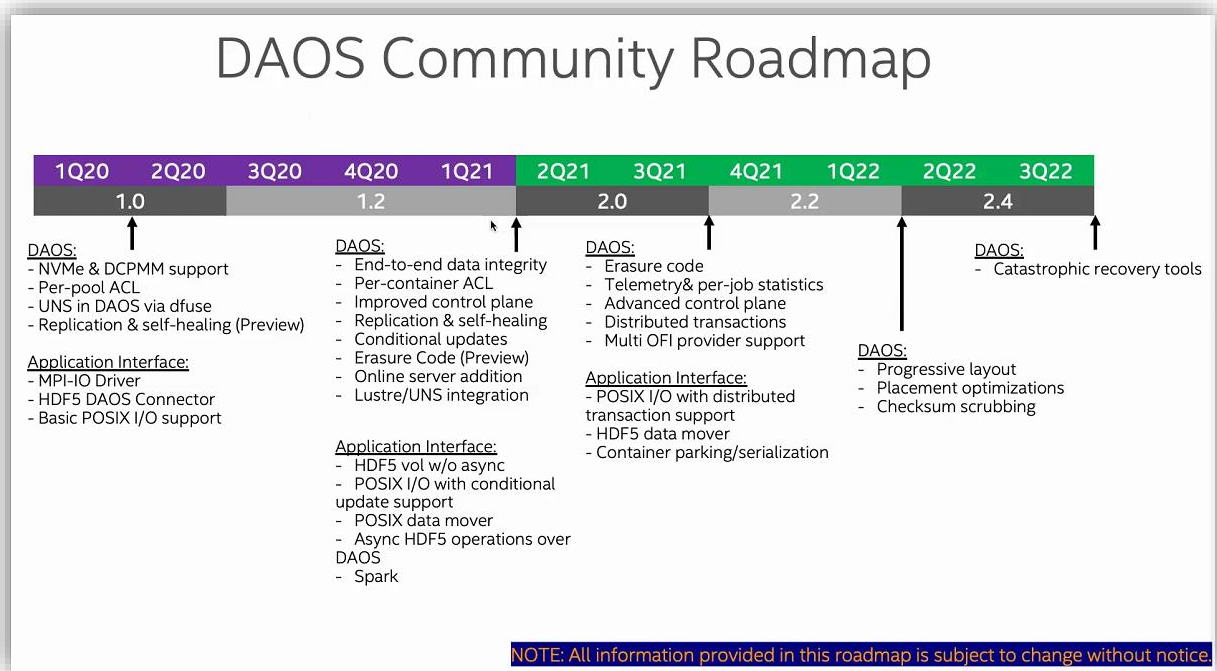 DAOS Community Roadmap
1Q20 2Q20 3Q20 4Q20 1Q21 2Q21 3Q21 4Q21 1Q22 2Q22 3Q22
1.0 1.2 2.0 2.2 2.4
DAOS:
- NVMe & DCPMM support
- Per-pool ACL
- UNS in DAOS via dfuse
- Replication & self-healing (Preview)
Application Interface:
- MPI-IO Driver
- HDF5 DAOS Connector
- Basic POSIX I/O support
DAOS:
- End-to-end data integrity
- Per-container ACL
- Improved control plane
- Replication & self-healing
- Conditional updates
- Erasure Code (Preview)
- Online server addition
- Lustre/UNS integration
Application Interface:
- HDF5 vol w/o async
- POSIX I/O with conditional
update support
- POSIX data mover
- Async HDF5 operations over
DAOS
- Spark
DAOS:
- Erasure code
- Telemetry& per-job statistics
- Advanced control plane
- Distributed transactions
- Multi OFI provider support
Application Interface:
- POSIX I/O with distributed
transaction support
- HDF5 data mover
- Container parking/serialization
DAOS:
- Progressive layout
- Placement optimizations
- Checksum scrubbing
DAOS:
- Catastrophic recovery tools
NOTE: All information provided in this roadmap is subject to change without notice.